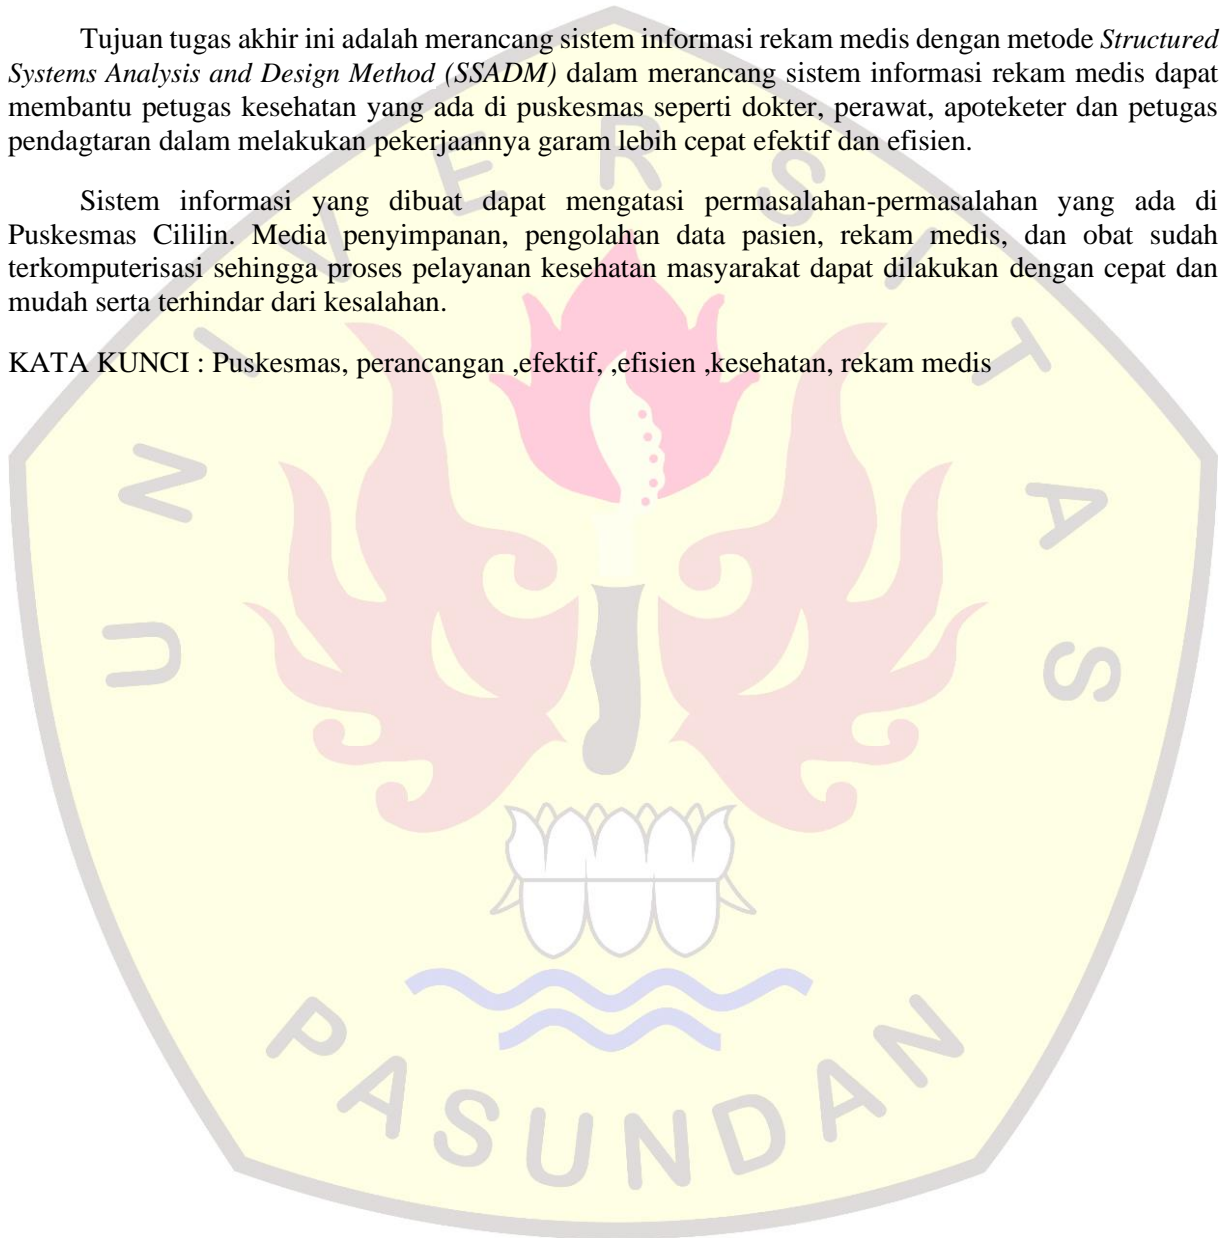 Tujuan tugas akhir ini adalah merancang sistem informasi rekam medis dengan metode Structured
Systems Analysis and Design Method (SSADM) dalam merancang sistem informasi rekam medis dapat
membantu petugas kesehatan yang ada di puskesmas seperti dokter, perawat, apoteketer dan petugas
pendagtaran dalam melakukan pekerjaannya garam lebih cepat efektif dan efisien.
Sistem informasi yang dibuat dapat mengatasi permasalahan-permasalahan yang ada di
Puskesmas Cililin. Media penyimpanan, pengolahan data pasien, rekam medis, dan obat sudah
terkomputerisasi sehingga proses pelayanan kesehatan masyarakat dapat dilakukan dengan cepat dan
mudah serta terhindar dari kesalahan.
KATA KUNCI : Puskesmas, perancangan ,efektif, ,efisien ,kesehatan, rekam medis
UNIVERSITAS
PASUNDAN